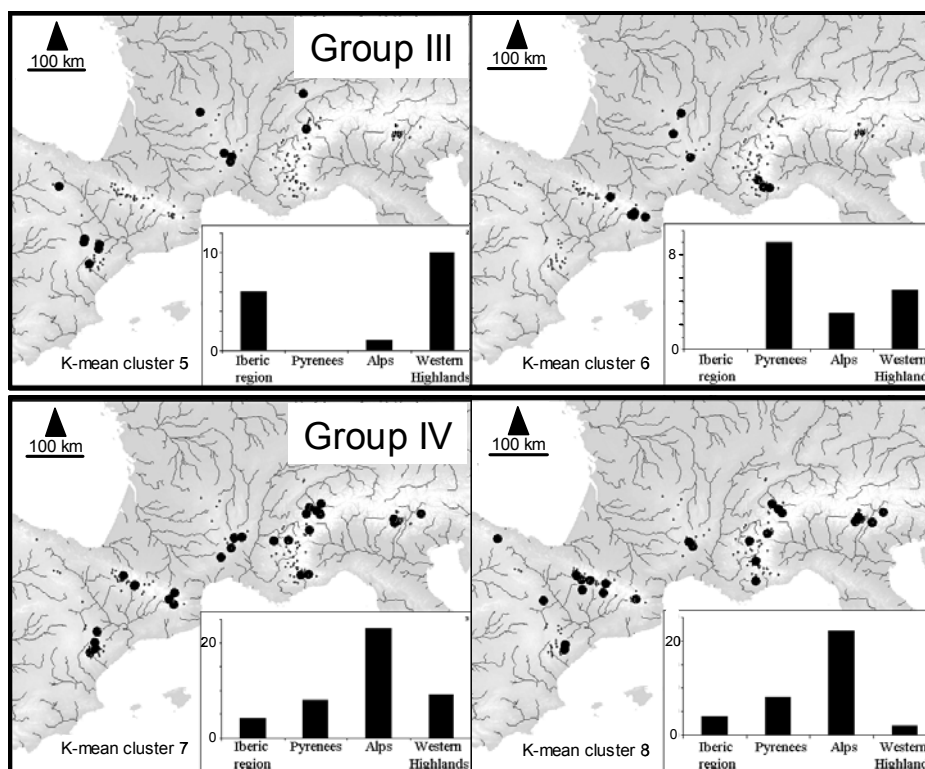 100 km
Group III
10
0
Iberic Pyrenees Alps Western
region Highlands
K-mean cluster 5
100 km
8
0
Pyrenees Alps Western
Iberic Highland
region
K-mean cluster 6
100 km
Group IV
20
0
Iberic Pyrenees Alps Western
region Highlands
K-mean cluster 7
100 km
20
0
Iberic Pyrenees Alps Western
region Highland
K-mean cluster 8